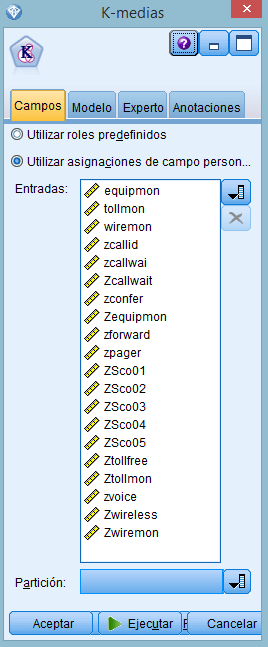 K-medias
Campos Modelo Experto Anotaciones
Utilizar roles predefinidos
Utilizar asignaciones de campo person...
Entradas:
equipmon
tollmon
wiremon
zcallid
zcallwai
Zcallwait
zconfer
Zequipmon
zforward
zpager
ZSco01
ZSco02
ZSco03
ZSco04
ZSco05
Ztollfree
Ztollmon
zvoice
Zwireless
Zwiremon
Partición:
Aceptar Ejecutar Cancelar